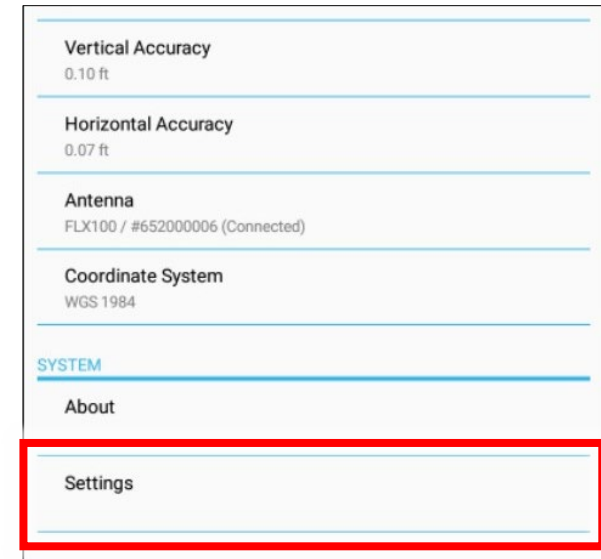 Vertical Accuracy
0.10 ft
Horizontal Accuracy
0.07 ft
Antenna
FLX100 / #652000006 (Connected)
Coordinate System
WGS 1984
SYSTEM
About
Settings